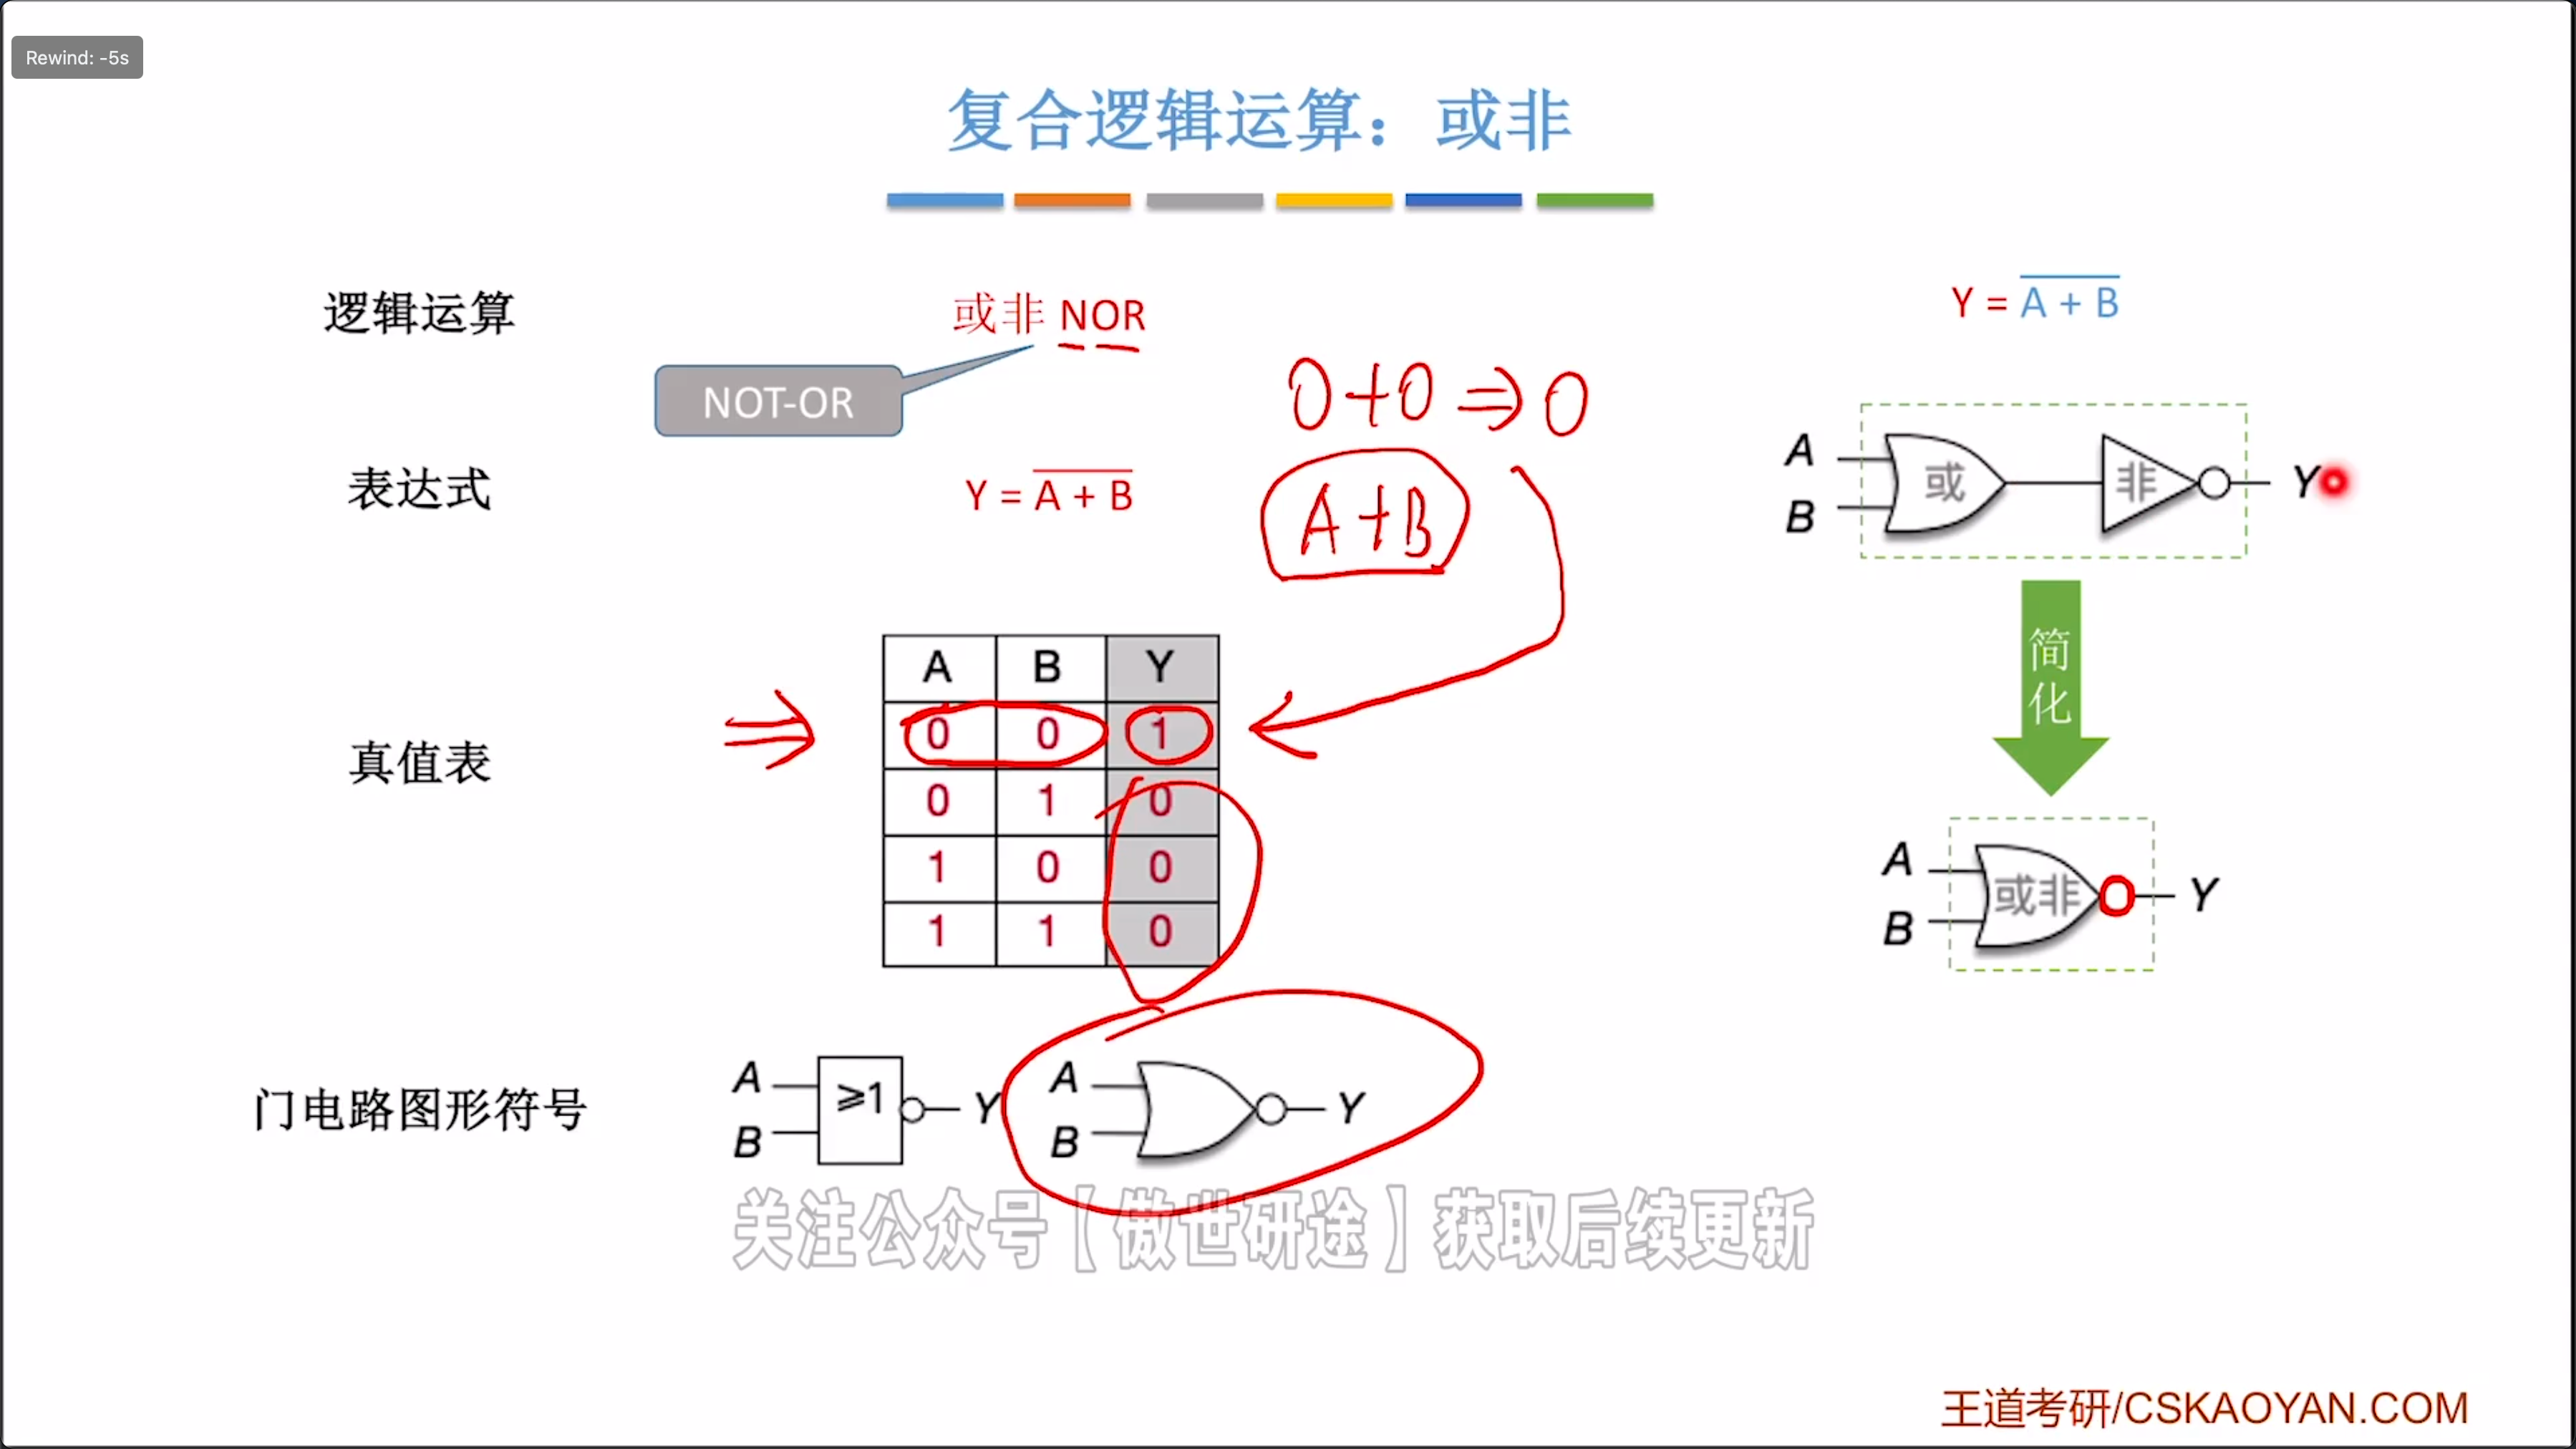 Rewind: -5s
复合逻辑运算：或非
逻辑运算
或非 NOR
NOT-OR
0+0⇒0
表达式
Y = \overline{A + B}
A+B
真值表
A B Y
0 0 1
0 1 0
1 0 0
1 1 0
门电路图形符号
A
B
≥1
Y
A
B
Y
Y = \overline{A + B}
A
B
或
非
Y
简
化
A
B
或非
Y
关注公众号【傲世研途】获取后续更新
王道考研/CSKAOYAN.COM